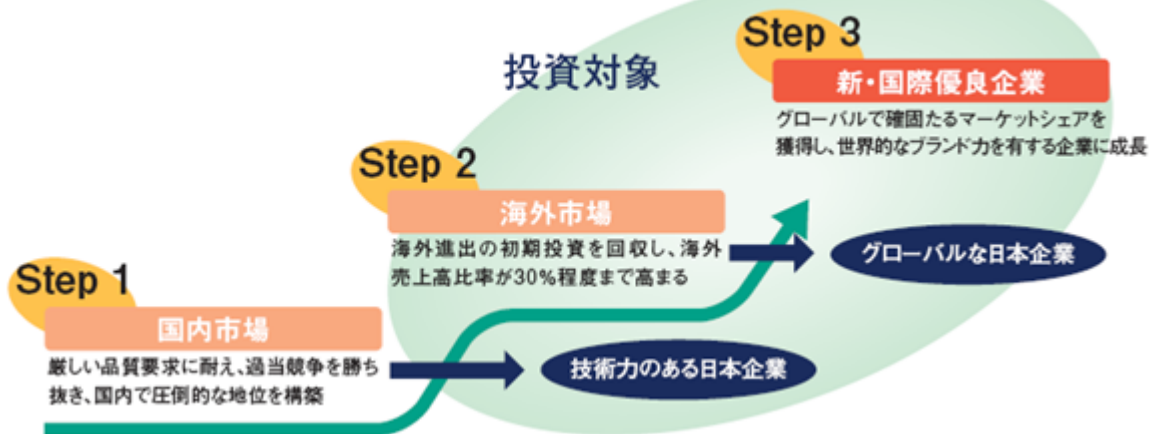 投資対象
Step 1
国内市場
厳しい品質要求に耐え、過当競争を勝ち
抜き、国内で圧倒的な地位を構築
技術力のある日本企業
Step 2
海外市場
海外進出の初期投資を回収し、海外
売上高比率が30%程度まで高まる
グローバルな日本企業
Step 3
新・国際優良企業
グローバルで確固たるマーケットシェアを
獲得し、世界的なブランド力を有する企業に成長